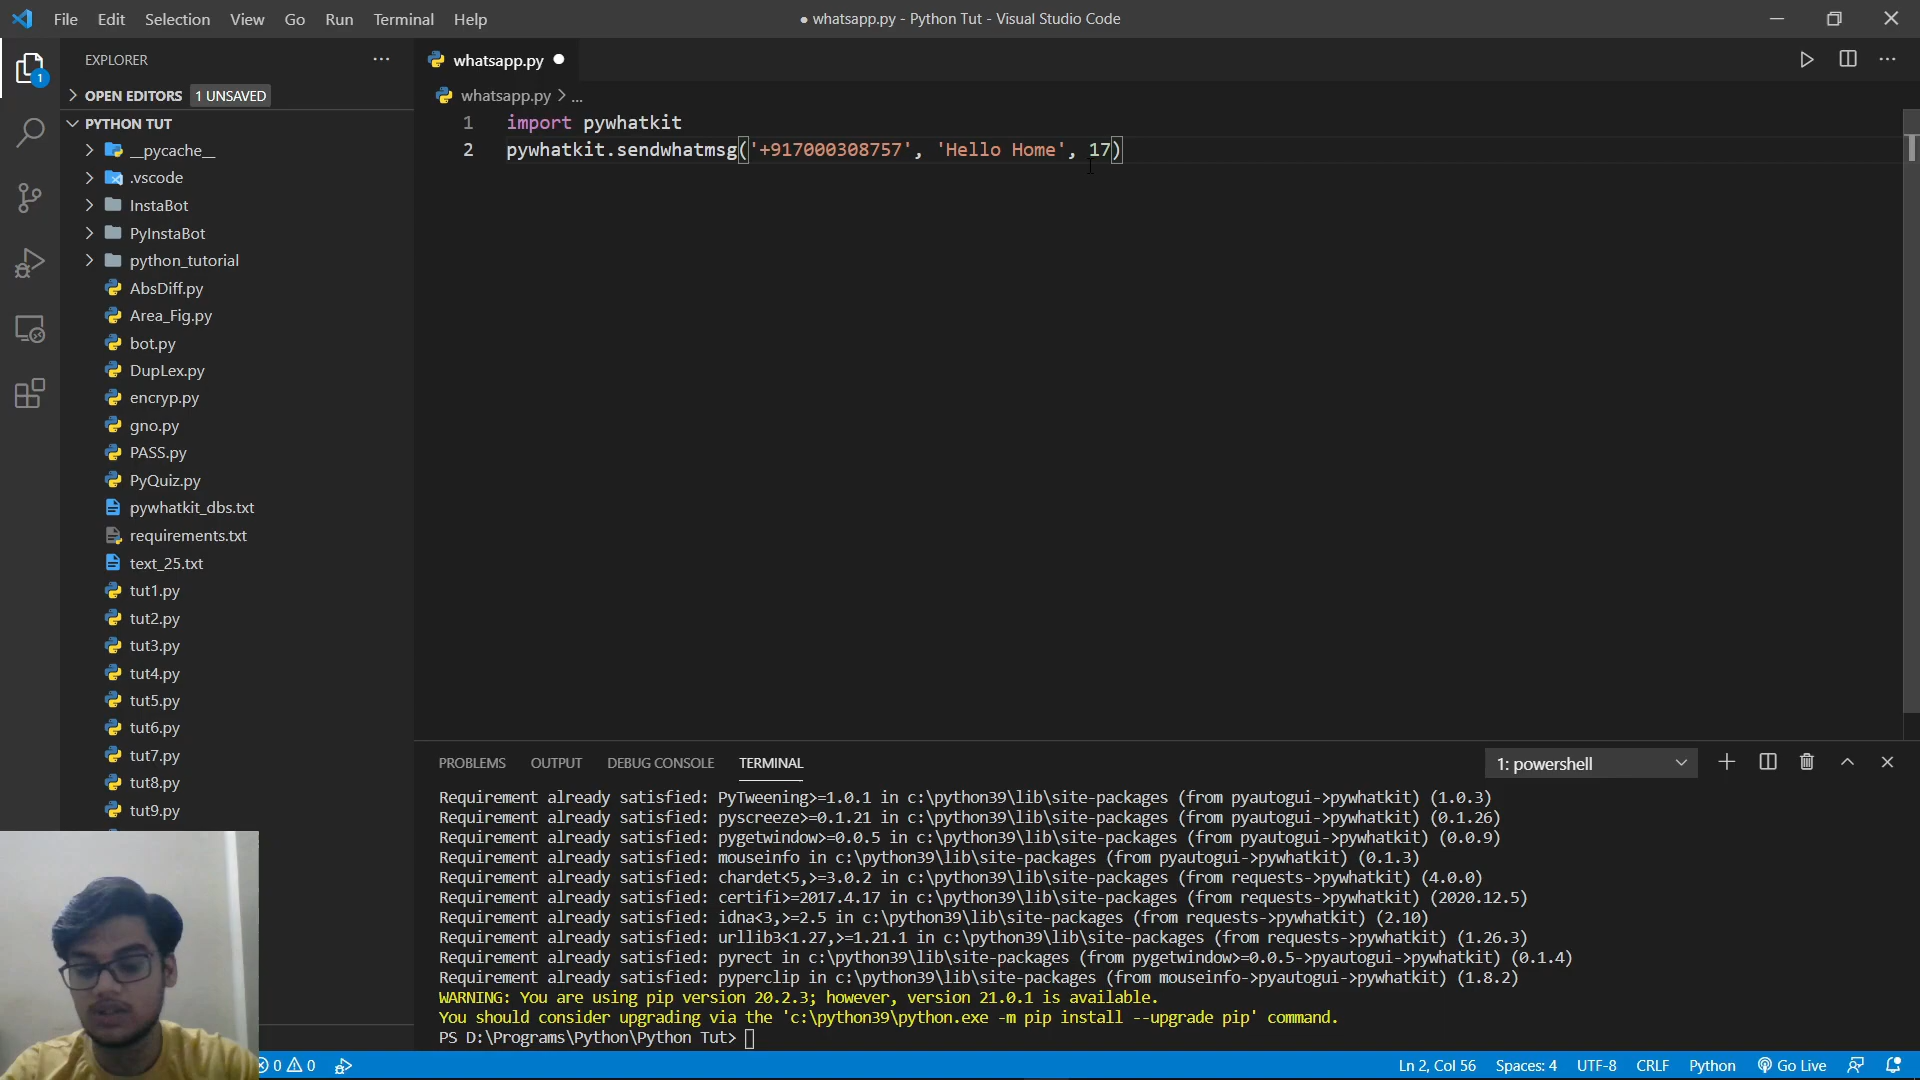 File Edit Selection View Go Run Terminal Help
● whatsapp.py - Python Tut - Visual Studio Code
EXPLORER
1
OPEN EDITORS 1 UNSAVED
PYTHON TUT
__pycache__
.vscode
InstaBot
PyInstaBot
python_tutorial
AbsDiff.py
Area_Fig.py
bot.py
DupLex.py
encryp.py
gno.py
PASS.py
PyQuiz.py
pywhatkit_dbs.txt
requirements.txt
text_25.txt
tut1.py
tut2.py
tut3.py
tut4.py
tut5.py
tut6.py
tut7.py
tut8.py
tut9.py
whatsapp.py
whatsapp.py > ...
1 import pywhatkit
2 pywhatkit.sendwhatmsg('+917000308757', 'Hello Home', 17)
PROBLEMS OUTPUT DEBUG CONSOLE TERMINAL 1: powershell
Requirement already satisfied: PyTweening>=1.0.1 in c:\python39\lib\site-packages (from pyautogui->pywhatkit) (1.0.3)
Requirement already satisfied: pyscreeze>=0.1.21 in c:\python39\lib\site-packages (from pyautogui->pywhatkit) (0.1.26)
Requirement already satisfied: pygetwindow>=0.0.5 in c:\python39\lib\site-packages (from pyautogui->pywhatkit) (0.0.9)
Requirement already satisfied: mouseinfo in c:\python39\lib\site-packages (from pyautogui->pywhatkit) (0.1.3)
Requirement already satisfied: chardet<5,>=3.0.2 in c:\python39\lib\site-packages (from requests->pywhatkit) (4.0.0)
Requirement already satisfied: certifi>=2017.4.17 in c:\python39\lib\site-packages (from requests->pywhatkit) (2020.12.5)
Requirement already satisfied: idna<3,>=2.5 in c:\python39\lib\site-packages (from requests->pywhatkit) (2.10)
Requirement already satisfied: urllib3<1.27,>=1.21.1 in c:\python39\lib\site-packages (from requests->pywhatkit) (1.26.3)
Requirement already satisfied: pyrect in c:\python39\lib\site-packages (from pygetwindow>=0.0.5->pyautogui->pywhatkit) (0.1.4)
Requirement already satisfied: pyperclip in c:\python39\lib\site-packages (from mouseinfo->pyautogui->pywhatkit) (1.8.2)
WARNING: You are using pip version 20.2.3; however, version 21.0.1 is available.
You should consider upgrading via the 'c:\python39\python.exe -m pip install --upgrade pip' command.
PS D:\Programs\Python\Python Tut>
0 0 Ln 2, Col 56 Spaces: 4 UTF-8 CRLF Python Go Live